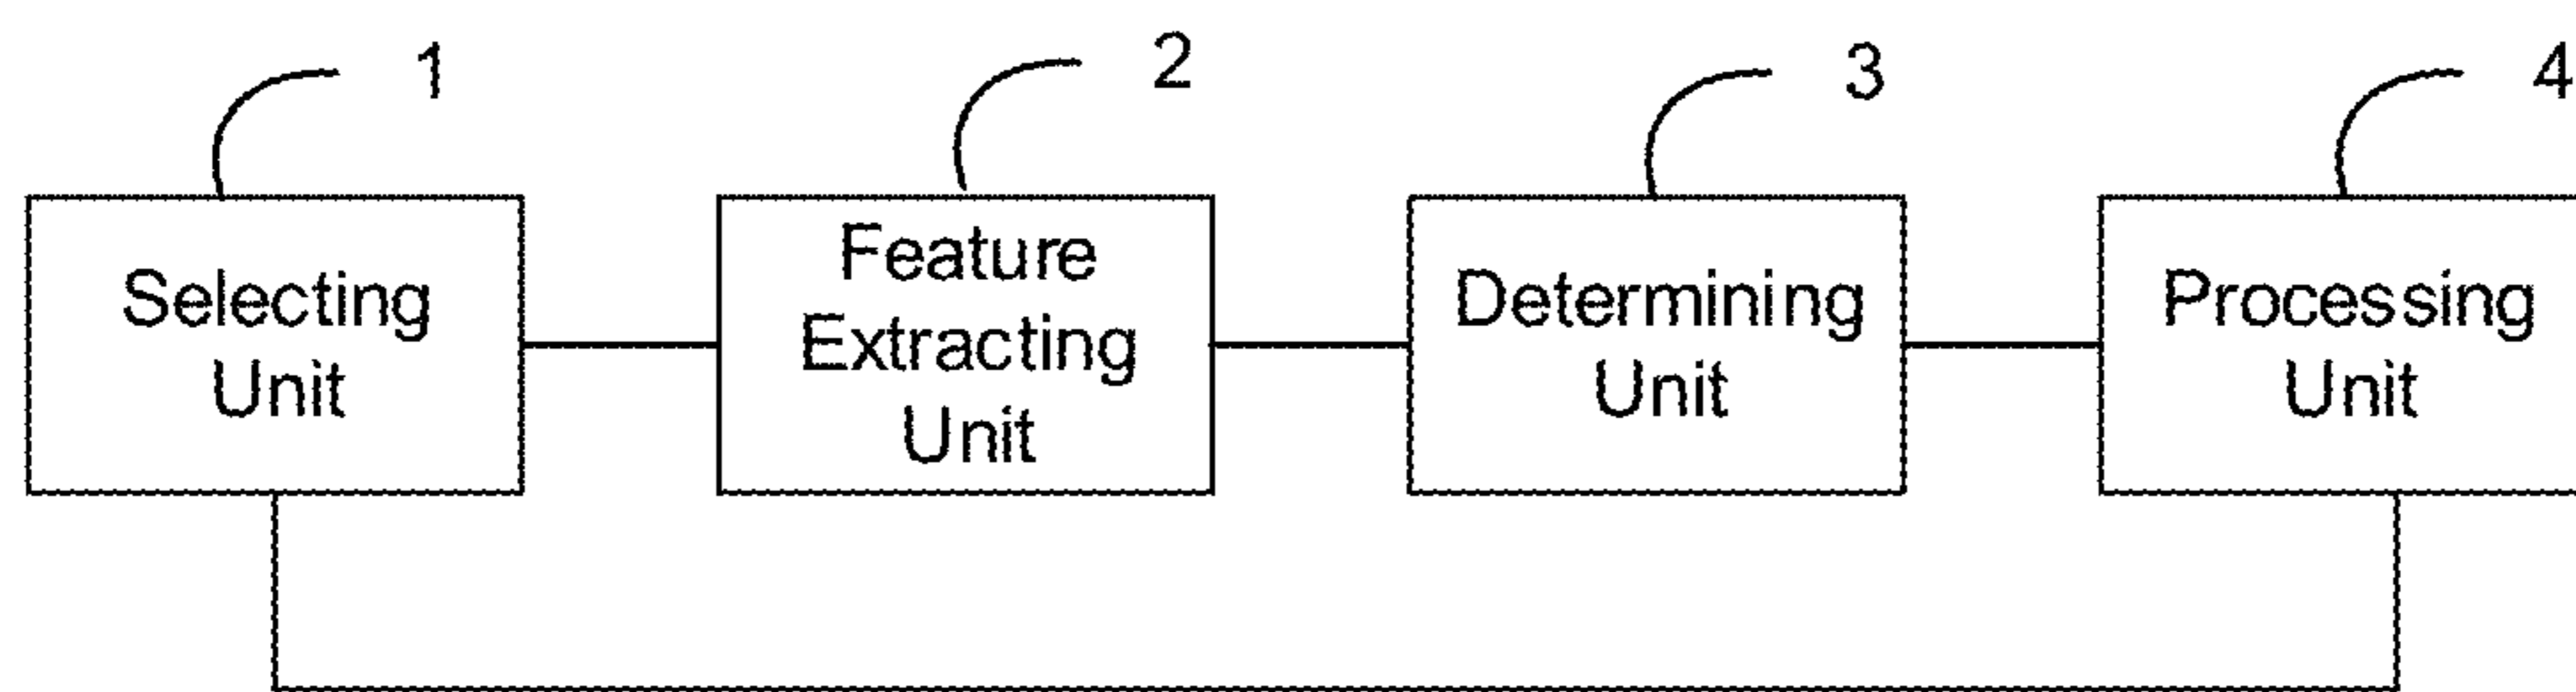 1
2
3
4
Selecting
Unit
Feature
Extracting
Unit
Determining
Unit
Processing
Unit